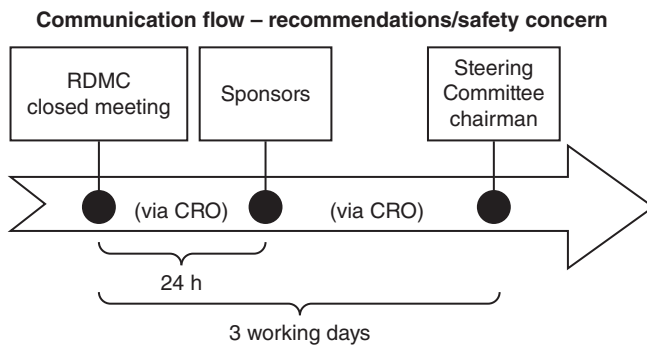 Communication flow – recommendations/safety concern
RDMC
closed meeting
Sponsors
Steering
Committee
chairman
(via CRO)
(via CRO)
24 h
3 working days